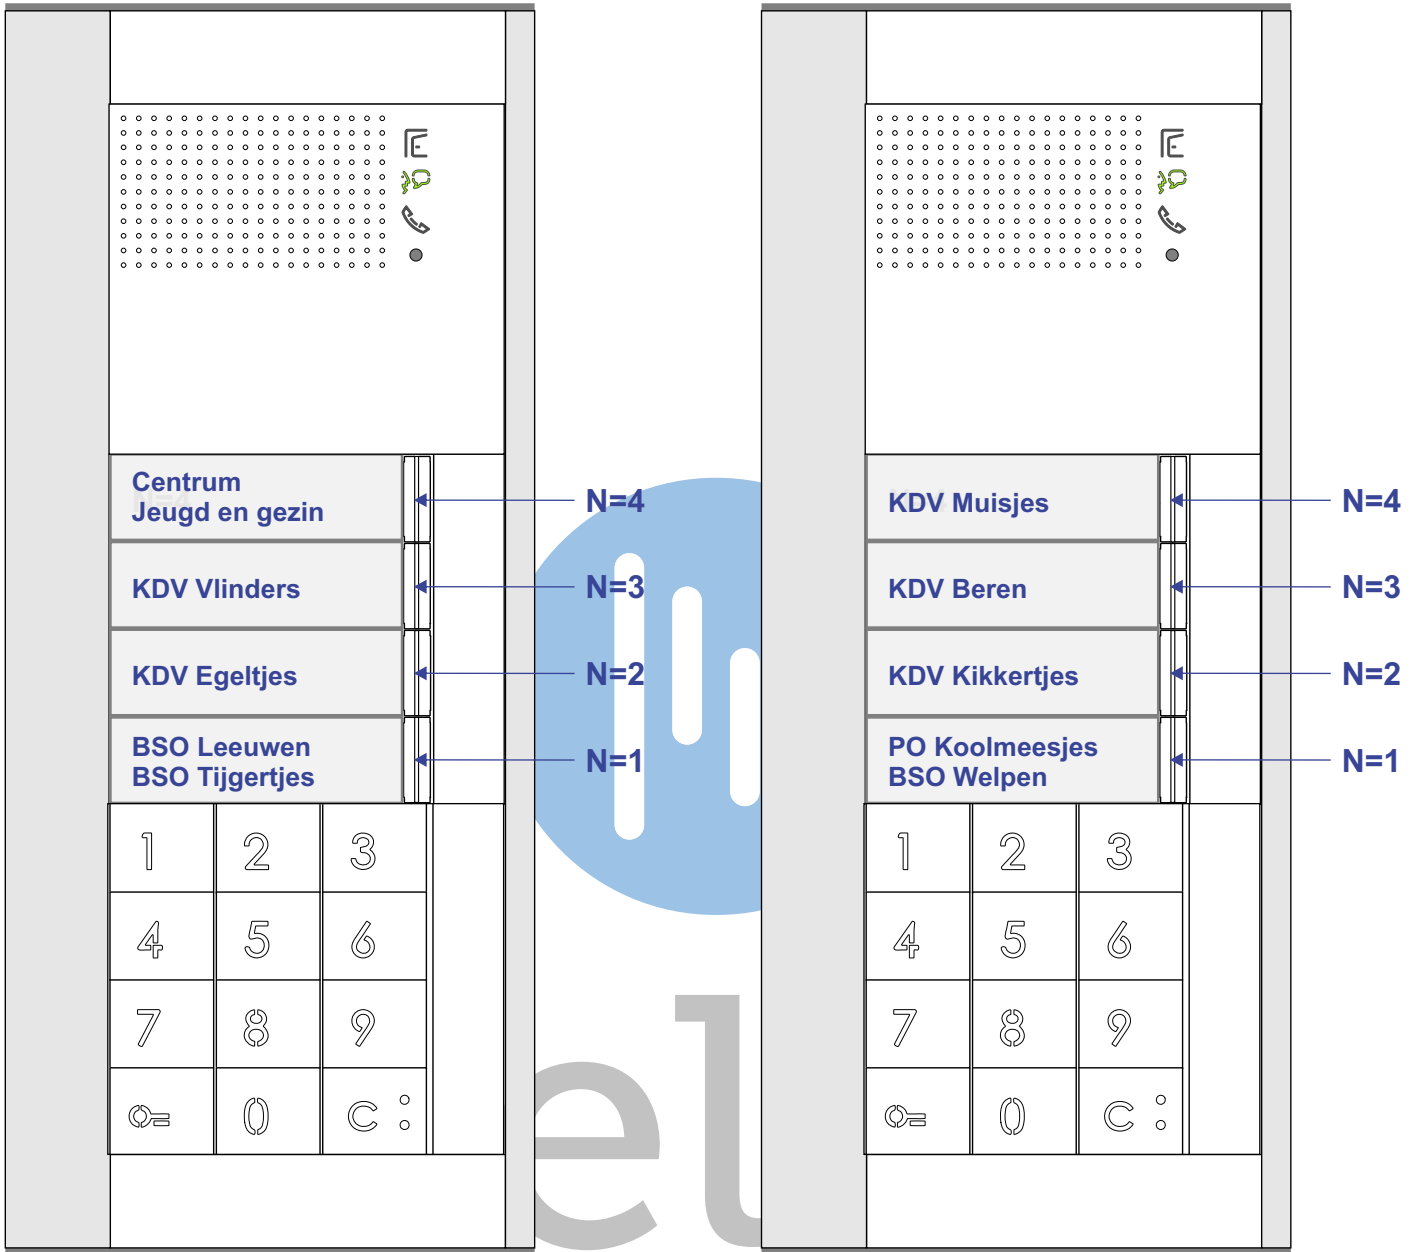 Centrum
Jeugd en gezin
N=4
KDV Vlinders
N=3
KDV Egeltjes
N=2
BSO Leeuwen
BSO Tijgertjes
N=1
1 2 3
4 5 6
7 8 9
0 C
KDV Muisjes
N=4
KDV Beren
N=3
KDV Kikkertjes
N=2
PO Koolmeesjes
BSO Welpen
N=1
1 2 3
4 5 6
7 8 9
0 C
el